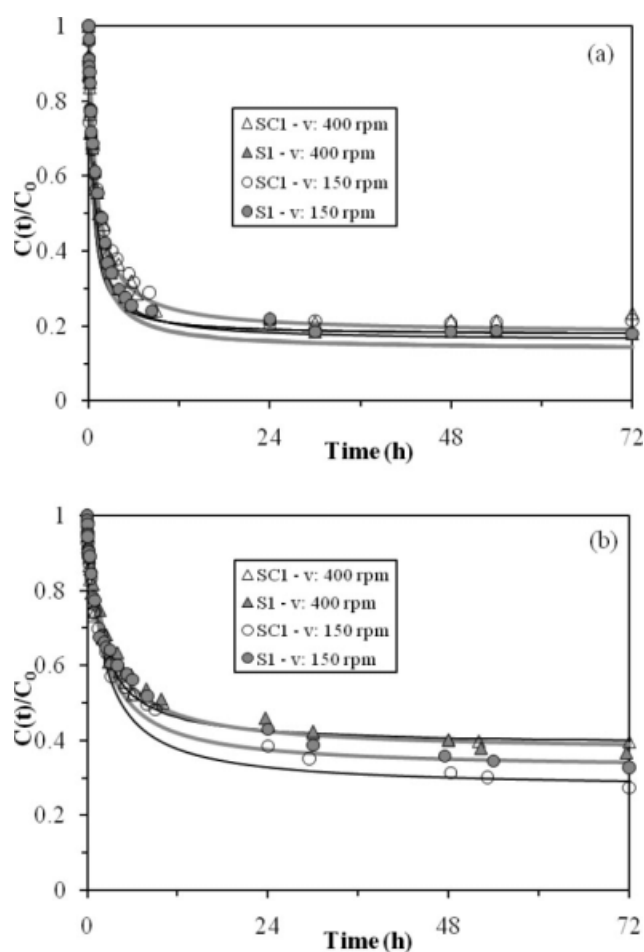 (a)
1
0.8
0.6
0.4
0.2
0
C(t)/C₀
△ SC1 - v: 400 rpm
▲ S1 - v: 400 rpm
○ SC1 - v: 150 rpm
● S1 - v: 150 rpm
0 24 48 72
Time (h)
(b)
1
0.8
0.6
0.4
0.2
0
C(t)/C₀
△ SC1 - v: 400 rpm
▲ S1 - v: 400 rpm
○ SC1 - v: 150 rpm
● S1 - v: 150 rpm
0 24 48 72
Time (h)